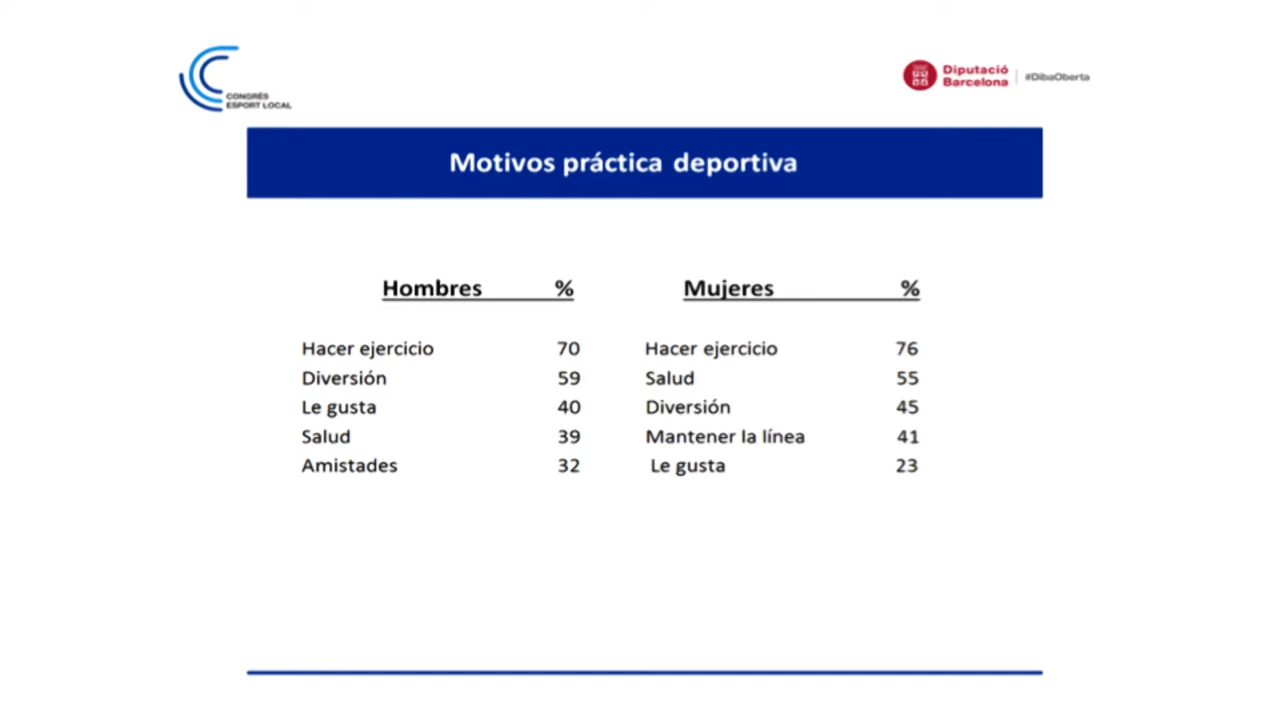 CONGRÉS
ESPORT LOCAL
Diputació
Barcelona
#DibaOberta
Motivos práctica deportiva
Hombres % Mujeres %
Hacer ejercicio 70 Hacer ejercicio 76
Diversión 59 Salud 55
Le gusta 40 Diversión 45
Salud 39 Mantener la línea 41
Amistades 32 Le gusta 23